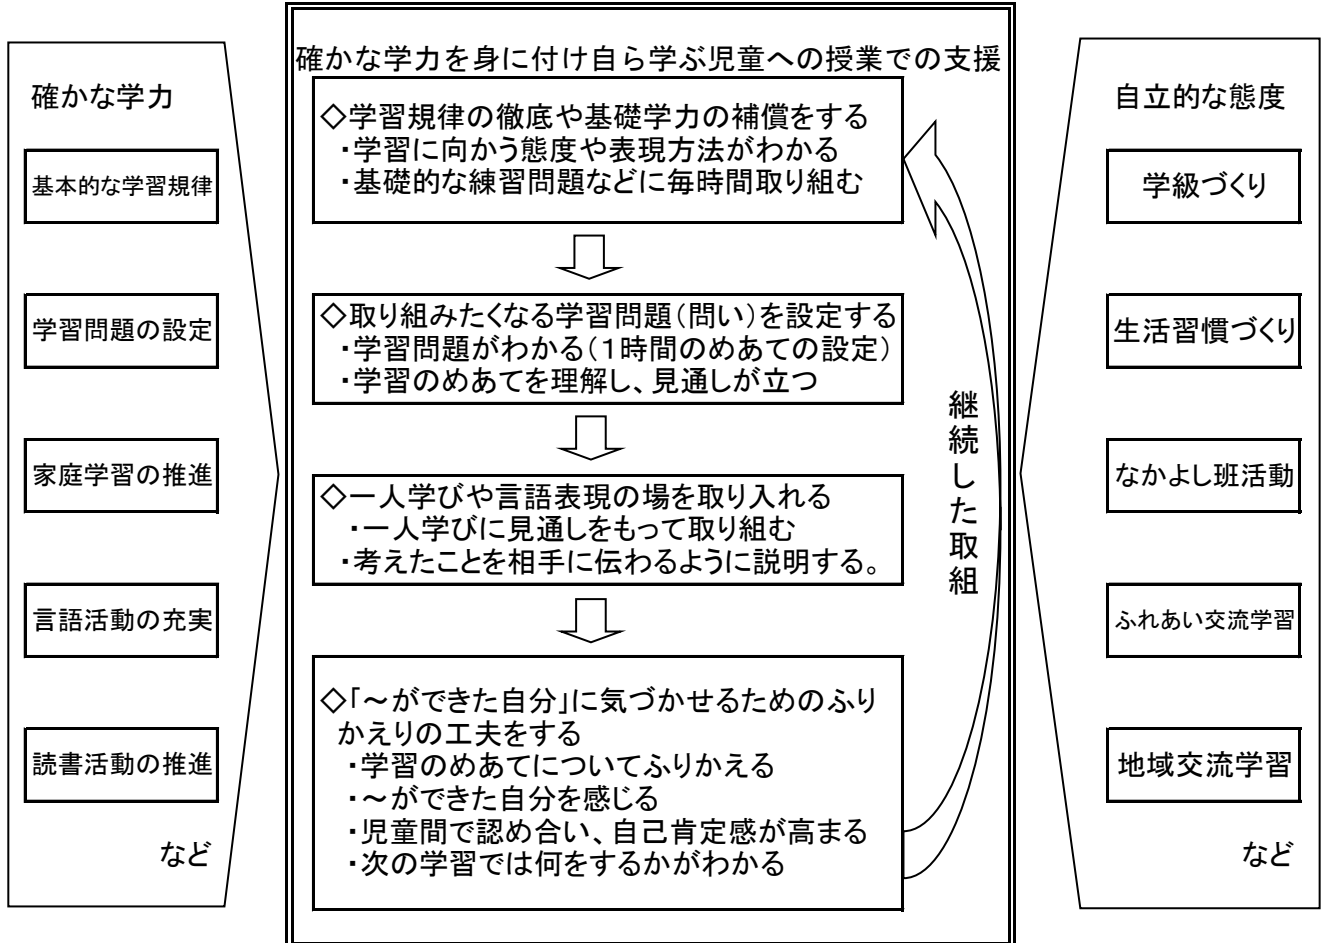 確かな学力を身に付け自ら学ぶ児童への授業での支援
確かな学力
基本的な学習規律
学習問題の設定
家庭学習の推進
言語活動の充実
読書活動の推進
など
◇学習規律の徹底や基礎学力の補償をする
・学習に向かう態度や表現方法がわかる
・基礎的な練習問題などに毎時間取り組む
◇取り組みたくなる学習問題(問い)を設定する
・学習問題がわかる(1時間のめあての設定)
・学習のめあてを理解し、見通しが立つ
◇一人学びや言語表現の場を取り入れる
・一人学びに見通しをもって取り組む
・考えたことを相手に伝わるように説明する。
◇「~ができた自分」に気づかせるためのふり
かえりの工夫をする
・学習のめあてについてふりかえる
・~ができた自分を感じる
・児童間で認め合い、自己肯定感が高まる
・次の学習では何をするかがわかる
継続した取組
自立的な態度
学級づくり
生活習慣づくり
なかよし班活動
ふれあい交流学習
地域交流学習
など